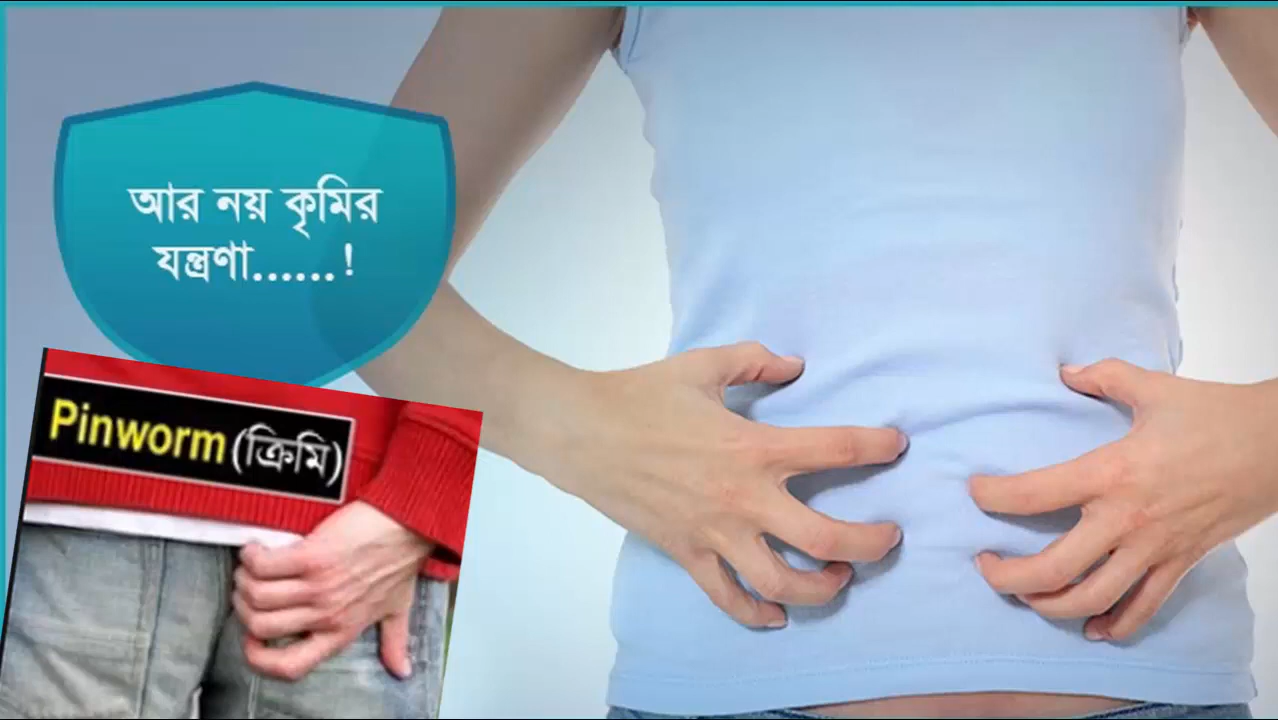 আর নয় কৃমির
যন্ত্রণা......!
Pinworm (ক্রিমি)